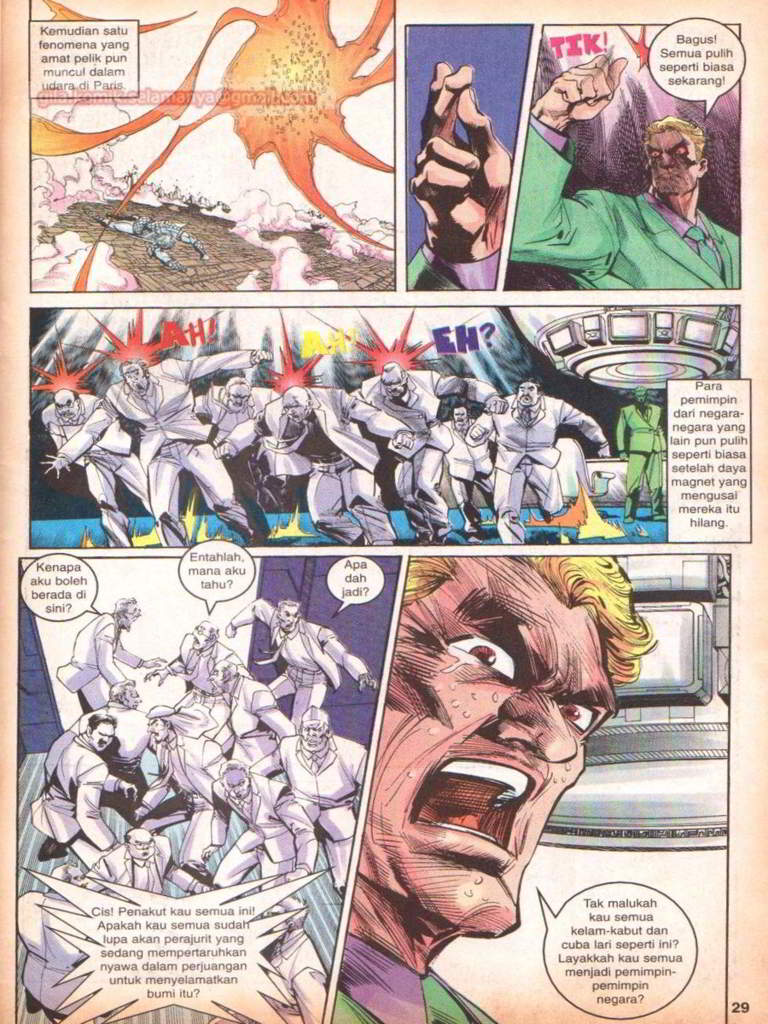 Kemudian satu
fenomena yang
amat pelik pun
muncul dalam
udara di Paris.
gila_komik_selamanya@gmail.com
TIK!
Bagus!
Semua pulih
seperti biasa
sekarang!
AH!
AH!
EH?
Para
pemimpin
dari negara-
negara yang
lain pun pulih
seperti biasa
setelah daya
magnet yang
mengusai
mereka itu
hilang.
Kenapa
aku boleh
berada di
sini?
Entahlah,
mana aku
tahu?
Apa
dah
jadi?
Cis! Penakut kau semua ini!
Apakah kau semua sudah
lupa akan perajurit yang
sedang mempertaruhkan
nyawa dalam perjuangan
untuk menyelamatkan
bumi itu?
Tak malukah
kau semua
kelam-kabut dan
cuba lari seperti ini?
Layakkah kau semua
menjadi pemimpin-
pemimpin
negara?
29